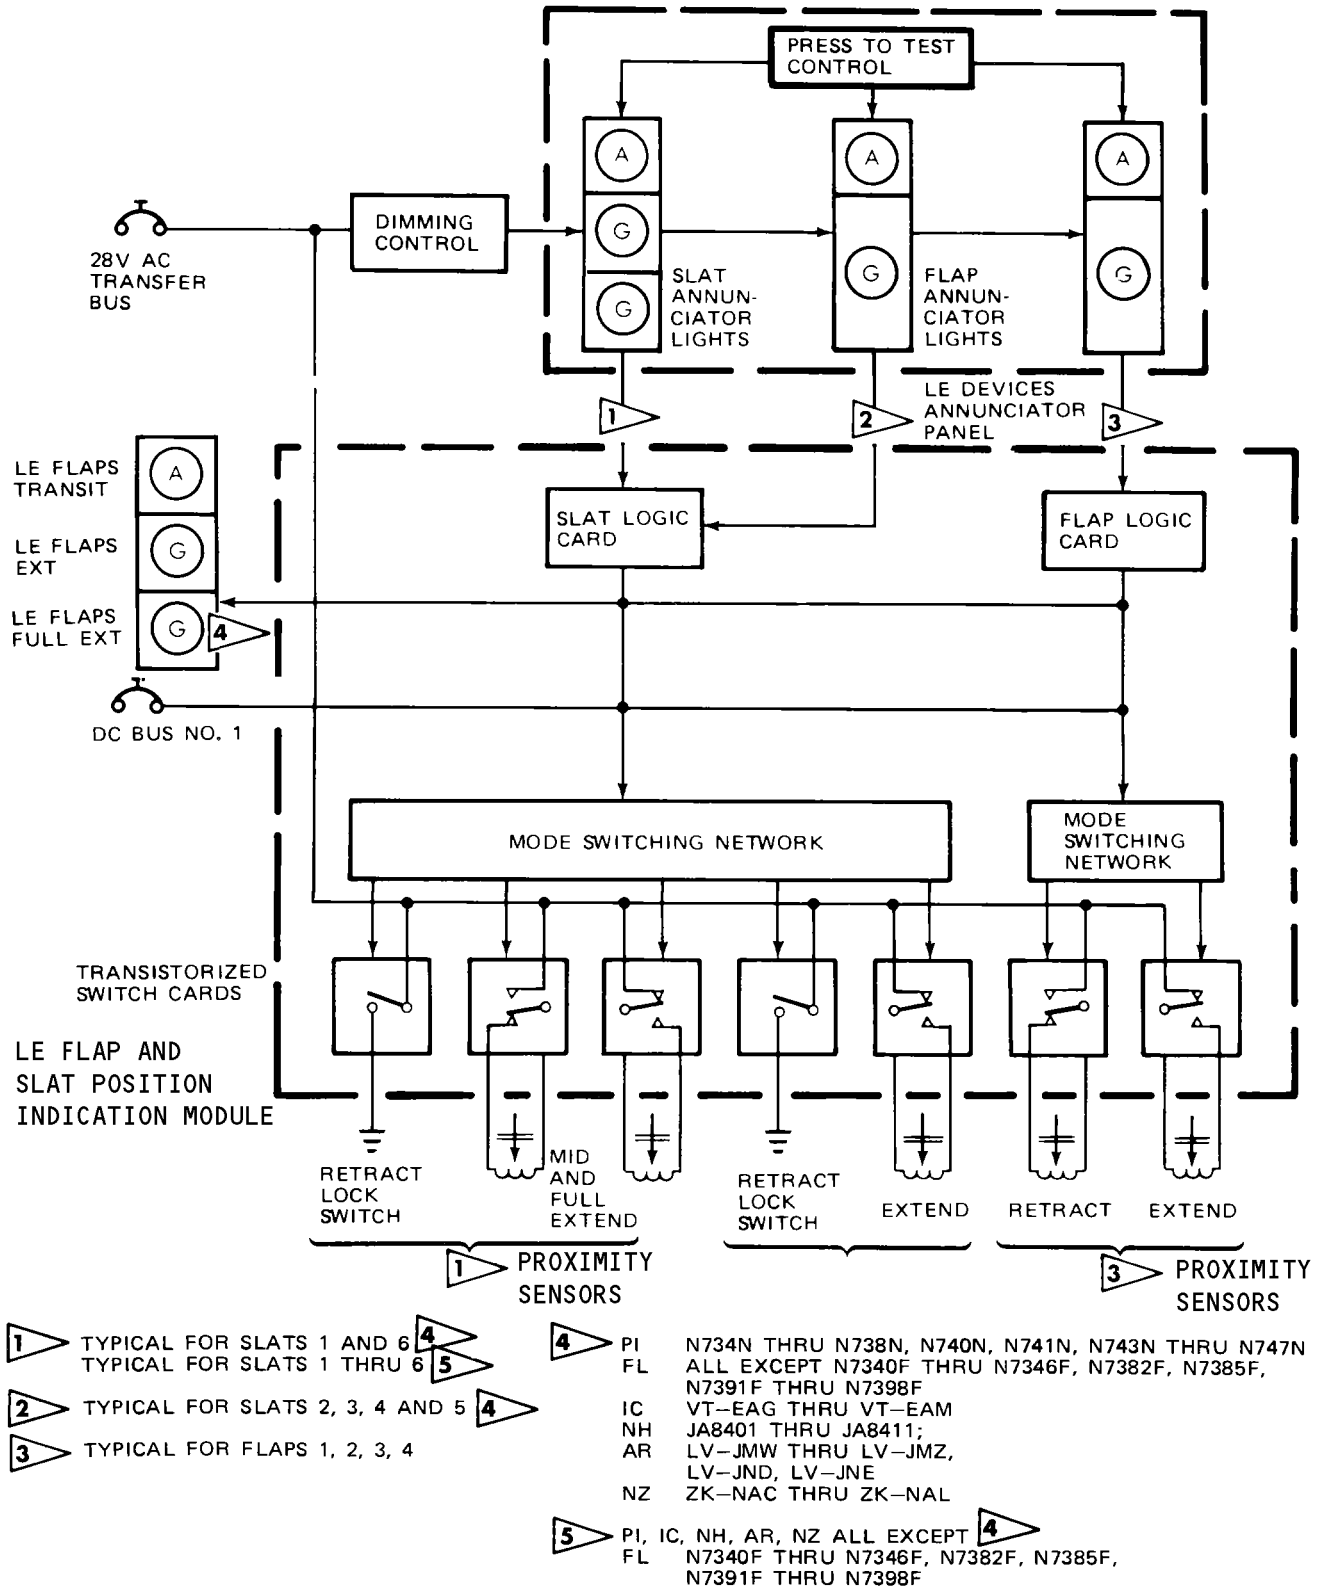 PRESS TO TEST
CONTROL
A
A
A
G
G
G
G
DIMMING
CONTROL
28V AC
TRANSFER
BUS
SLAT
ANNUN-
CIATOR
LIGHTS
FLAP
ANNUN-
CIATOR
LIGHTS
LE DEVICES
ANNUNCIATOR
PANEL
1
2
3
LE FLAPS
TRANSIT
A
LE FLAPS
EXT
G
LE FLAPS
FULL EXT
G
4
SLAT LOGIC
CARD
FLAP LOGIC
CARD
DC BUS NO. 1
MODE SWITCHING NETWORK
MODE
SWITCHING
NETWORK
TRANSISTORIZED
SWITCH CARDS
LE FLAP AND
SLAT POSITION
INDICATION MODULE
RETRACT
LOCK
SWITCH
MID
AND
FULL
EXTEND
RETRACT
LOCK
SWITCH
EXTEND
RETRACT
EXTEND
1 PROXIMITY
SENSORS
3 PROXIMITY
SENSORS
1 TYPICAL FOR SLATS 1 AND 6 4
TYPICAL FOR SLATS 1 THRU 6 5
2 TYPICAL FOR SLATS 2, 3, 4 AND 5 4
3 TYPICAL FOR FLAPS 1, 2, 3, 4
4 PI N734N THRU N738N, N740N, N741N, N743N THRU N747N
FL ALL EXCEPT N7340F THRU N7346F, N7382F, N7385F,
N7391F THRU N7398F
IC VT-EAG THRU VT-EAM
NH JA8401 THRU JA8411;
AR LV-JMW THRU LV-JMZ,
LV-JND, LV-JNE
NZ ZK-NAC THRU ZK-NAL
5 PI, IC, NH, AR, NZ ALL EXCEPT 4
FL N7340F THRU N7346F, N7382F, N7385F,
N7391F THRU N7398F